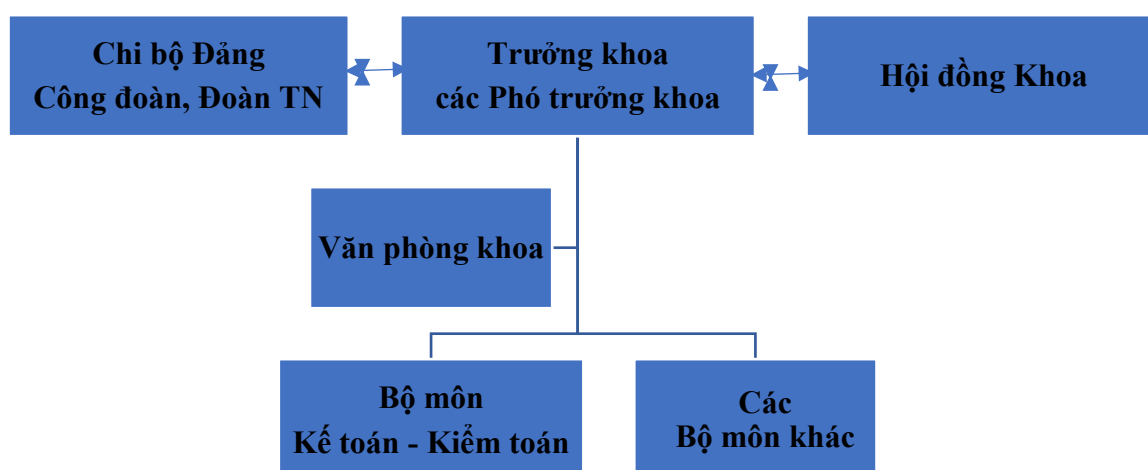 Chi bộ Đảng
Công đoàn, Đoàn TN
Trưởng khoa
các Phó trưởng khoa
Hội đồng Khoa
Văn phòng khoa
Bộ môn
Kế toán - Kiểm toán
Các
Bộ môn khác